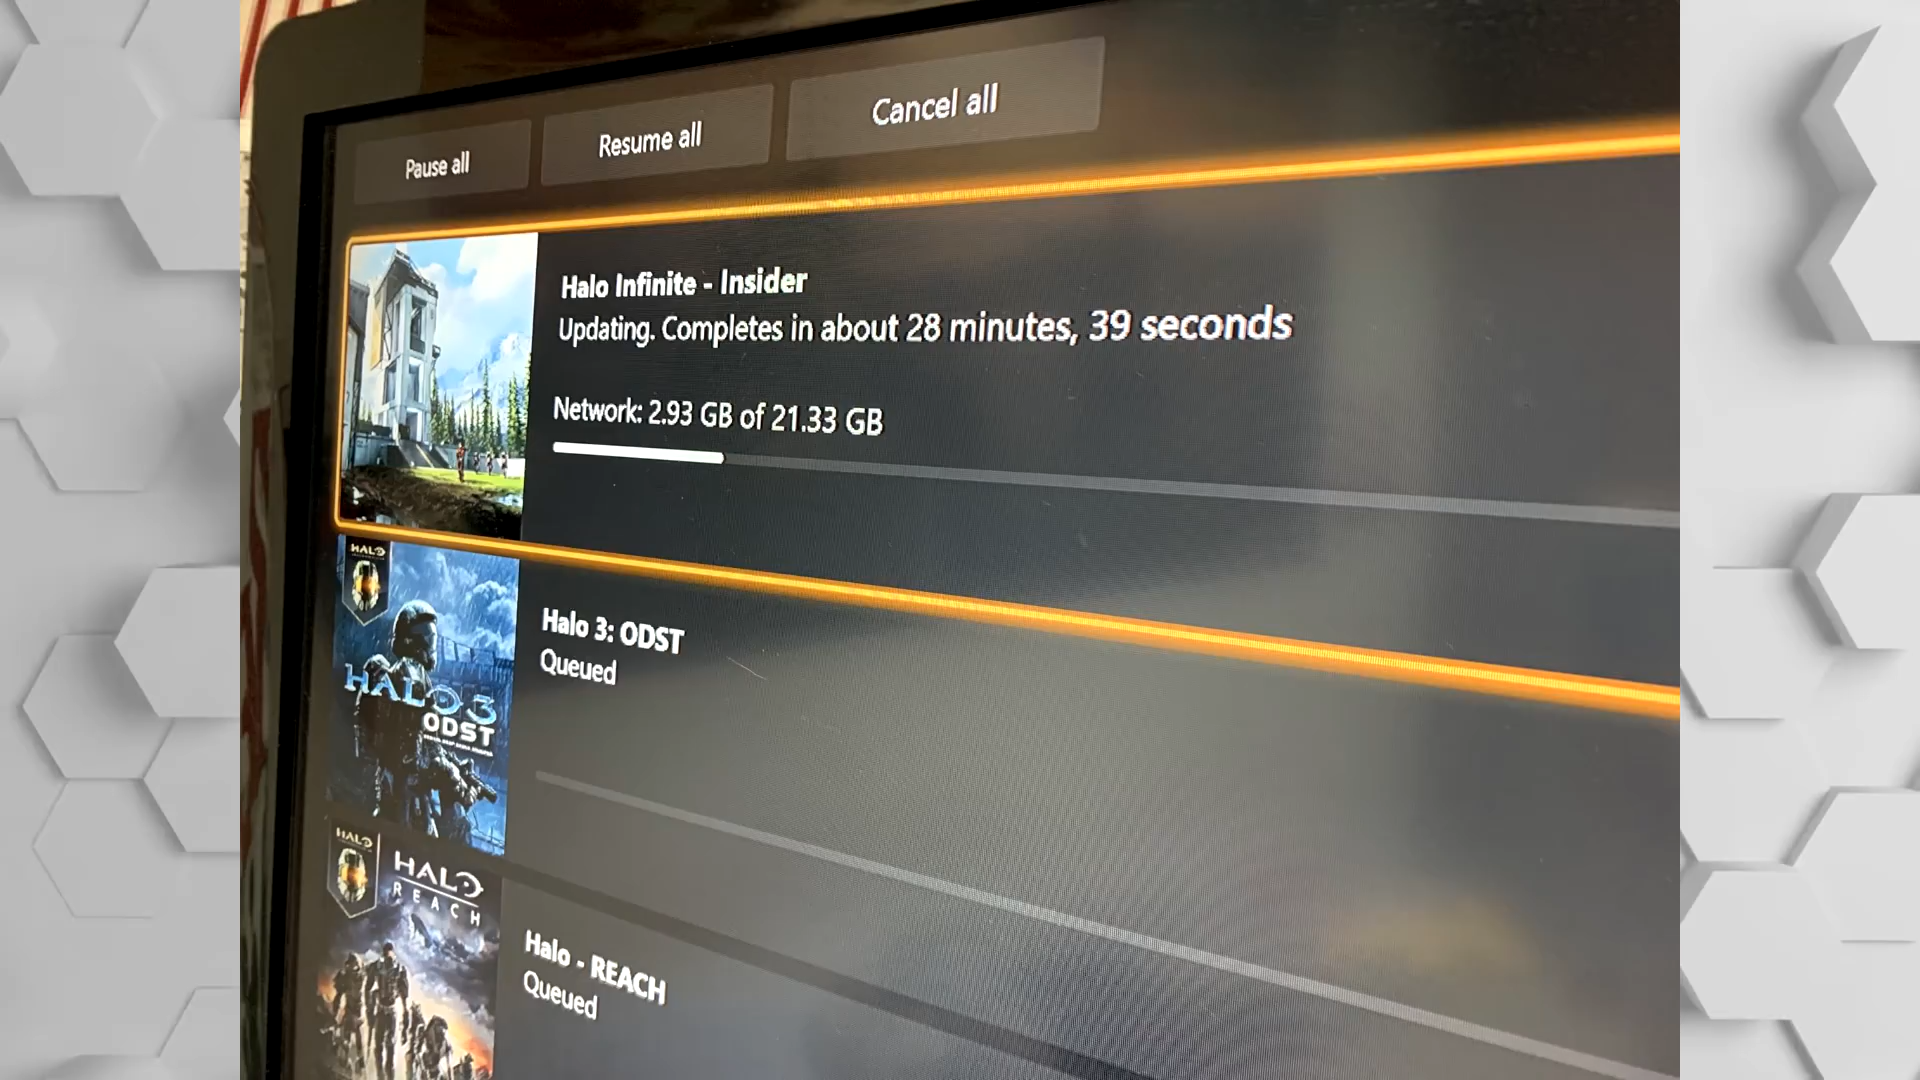 Pause all
Resume all
Cancel all
Halo Infinite - Insider
Updating. Completes in about 28 minutes, 39 seconds
Network: 2.93 GB of 21.33 GB
HALO
HALO 3
ODST
Halo 3: ODST
Queued
HALO
HALO
REACH
Halo - REACH
Queued